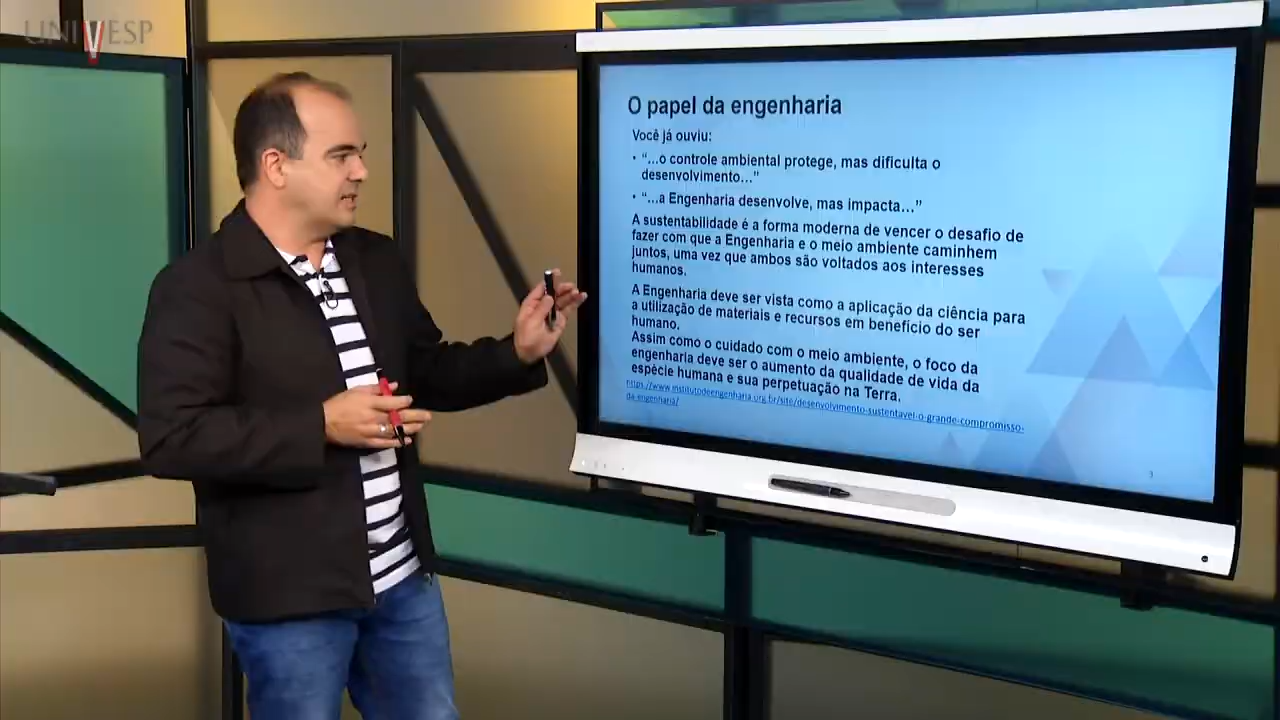 UNIVESP
O papel da engenharia
Você já ouviu:
• “...o controle ambiental protege, mas dificulta o
desenvolvimento...”
• “...a Engenharia desenvolve, mas impacta...”
A sustentabilidade é a forma moderna de vencer o desafio de
fazer com que a Engenharia e o meio ambiente caminhem
juntos, uma vez que ambos são voltados aos interesses
humanos.
A Engenharia deve ser vista como a aplicação da ciência para
a utilização de materiais e recursos em benefício do ser
humano.
Assim como o cuidado com o meio ambiente, o foco da
engenharia deve ser o aumento da qualidade de vida da
espécie humana e sua perpetuação na Terra.
https://www.institutodeengenharia.org.br/site/desenvolvimento-sustentavel-o-grande-compromisso-
da-engenharia/
3